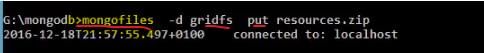 G:\mongodb>mongofiles  -d gridfs  put resources.zip
2016-12-18T21:57:55.497+0100    connected to: localhost